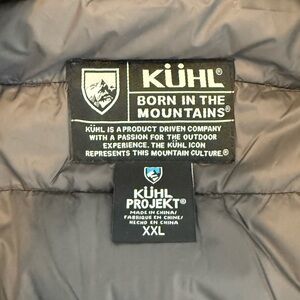 KÜHL
BORN IN THE
MOUNTAINS®
KÜHL IS A PRODUCT DRIVEN COMPANY
WITH A PASSION FOR THE OUTDOOR
EXPERIENCE. THE KÜHL ICON
REPRESENTS THIS MOUNTAIN CULTURE.®
KÜHL
PROJEKT®
MADE IN CHINA/
FABRIQUE EN CHINE/
HECHO EN CHINA
XXL